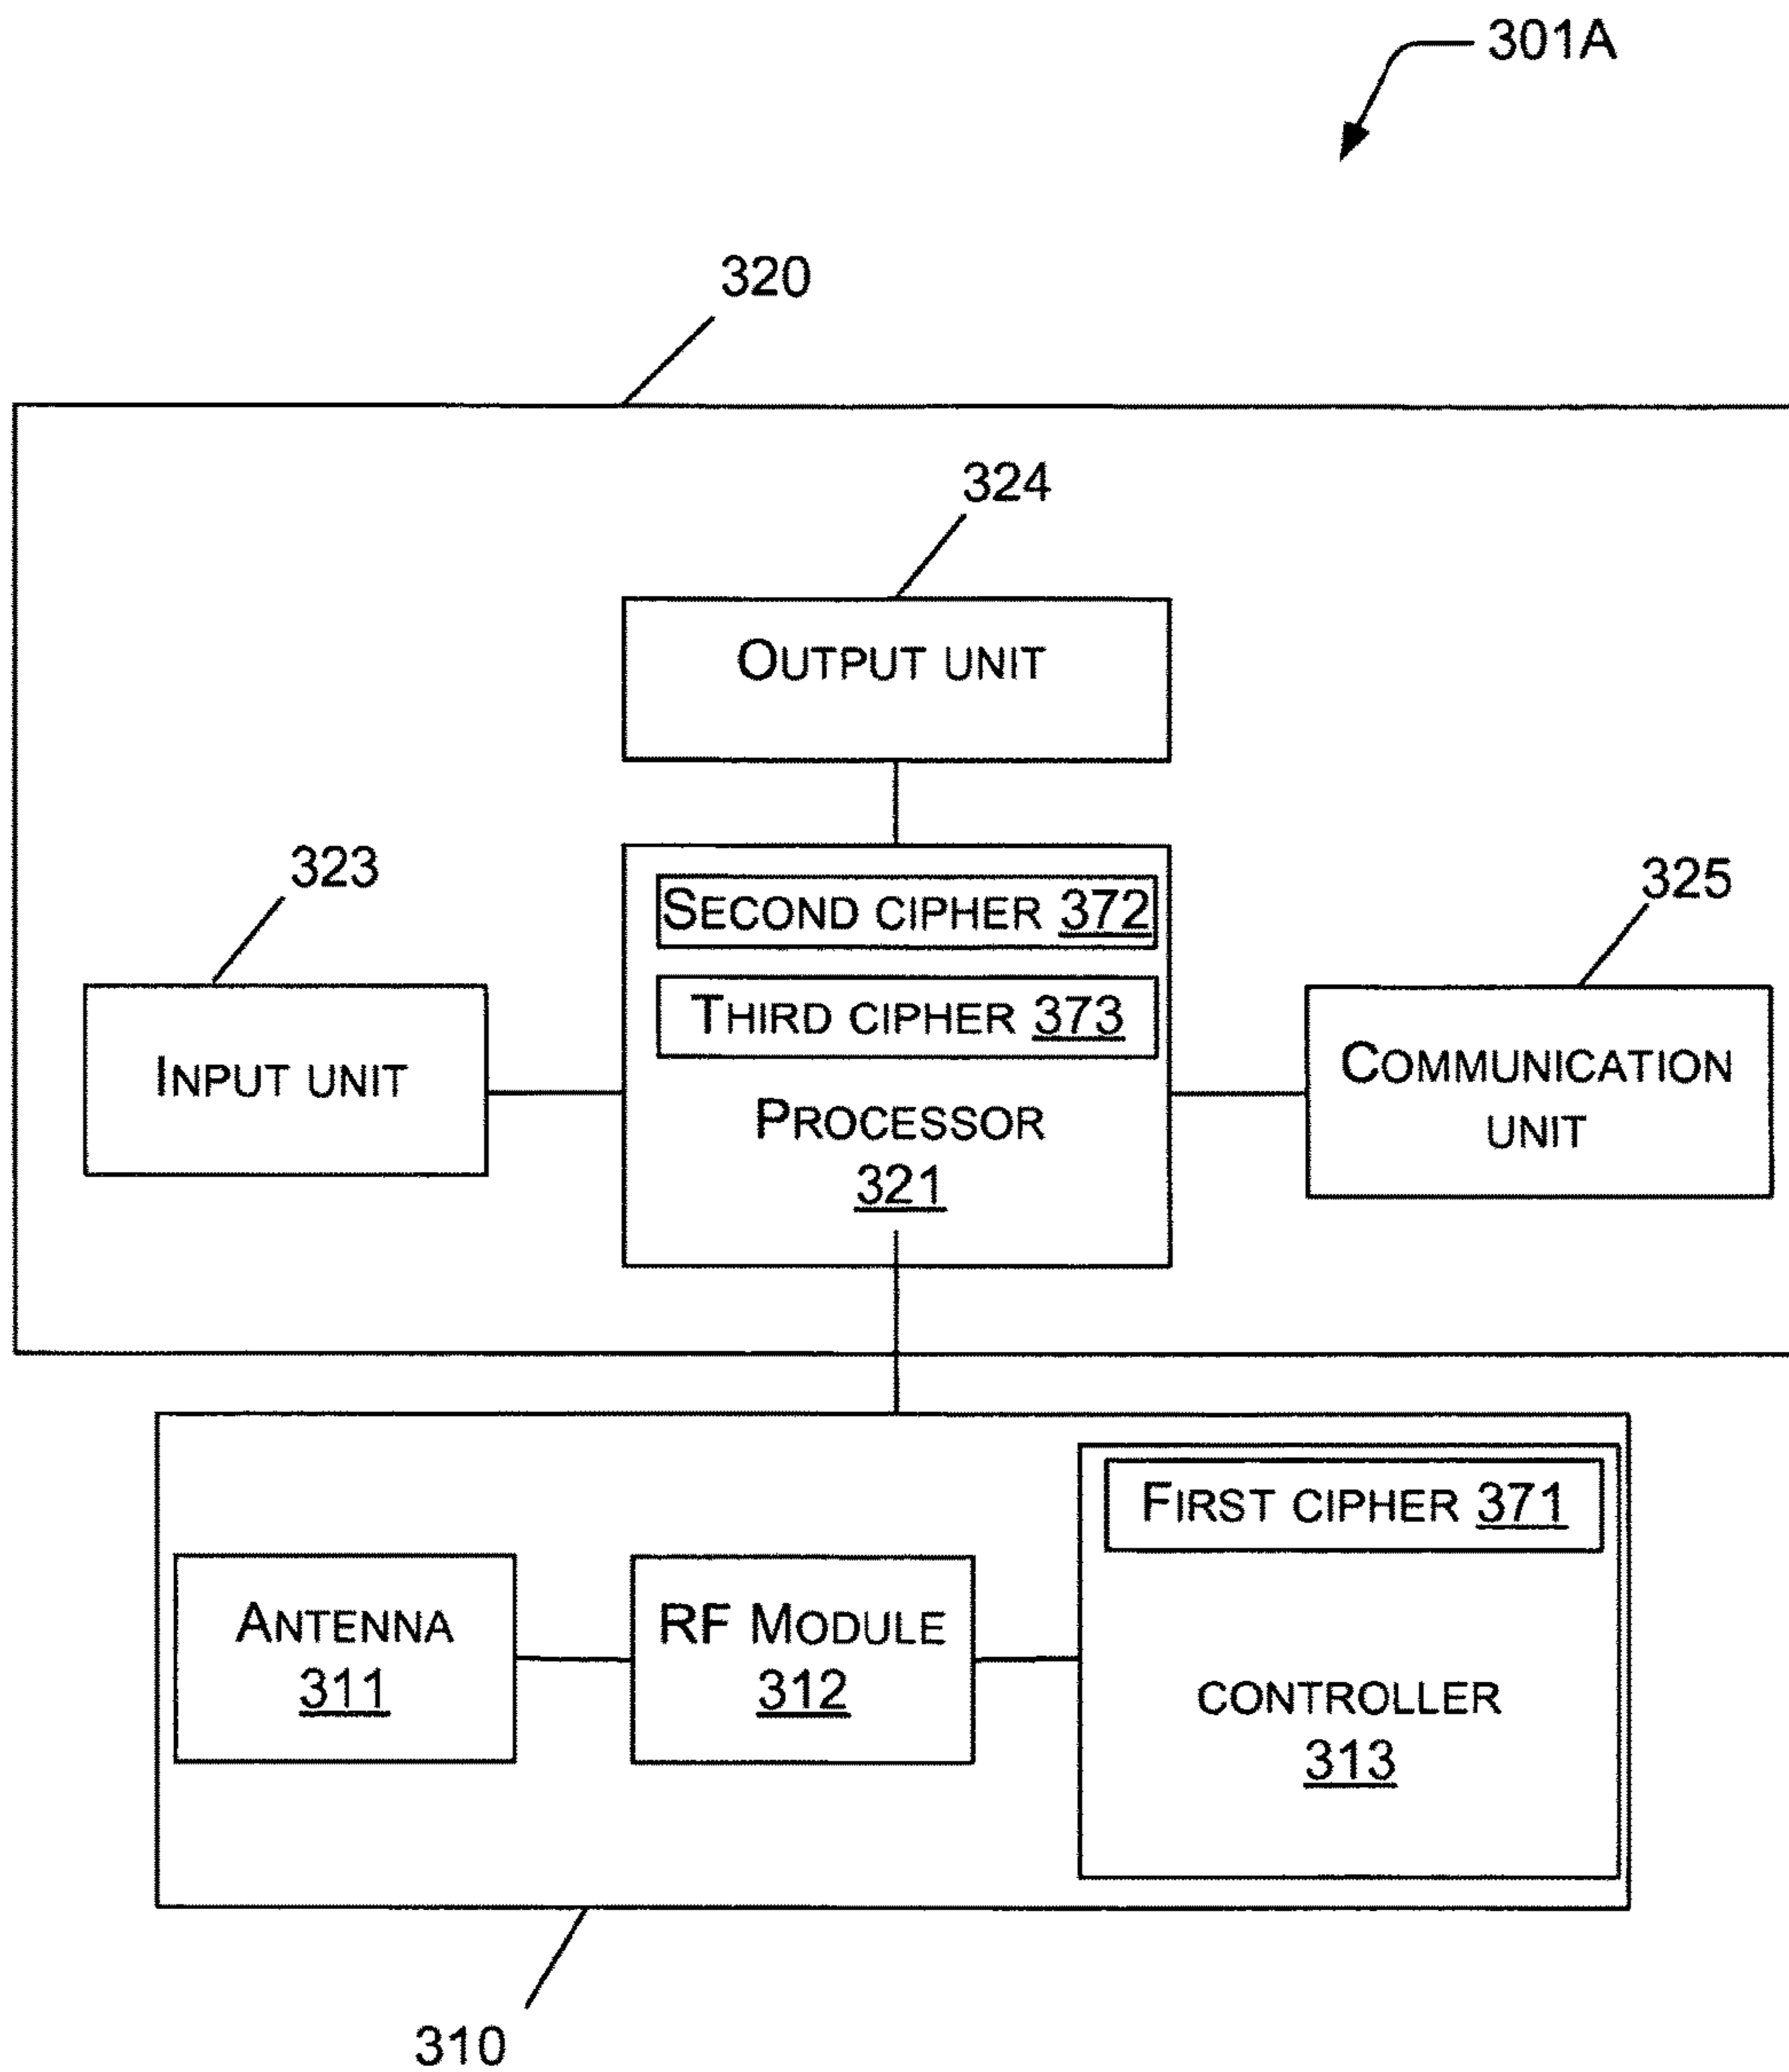 301A
320
324
OUTPUT UNIT
323
325
SECOND CIPHER 372
THIRD CIPHER 373
INPUT UNIT
PROCESSOR
321
COMMUNICATION
UNIT
FIRST CIPHER 371
ANTENNA
311
RF MODULE
312
CONTROLLER
313
310